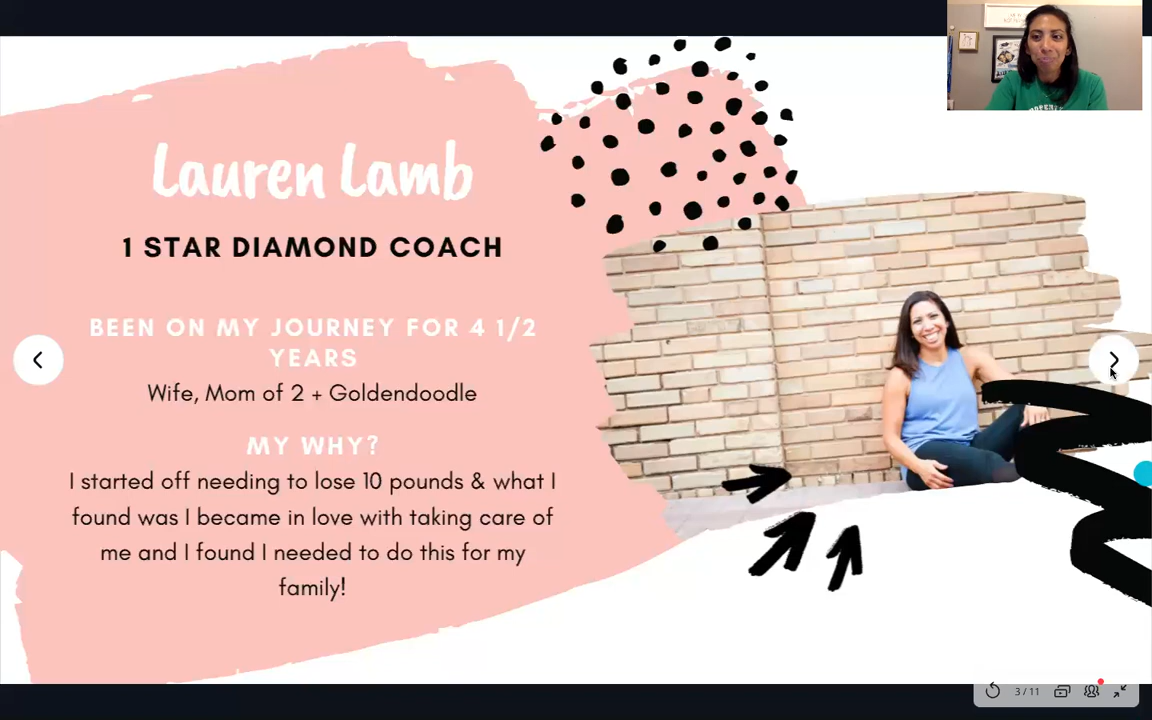 Lauren Lamb
1 STAR DIAMOND COACH
BEEN ON MY JOURNEY FOR 4 1/2
YEARS
Wife, Mom of 2 + Goldendoodle
MY WHY?
I started off needing to lose 10 pounds & what I
found was I became in love with taking care of
me and I found I needed to do this for my
family!
3 / 11